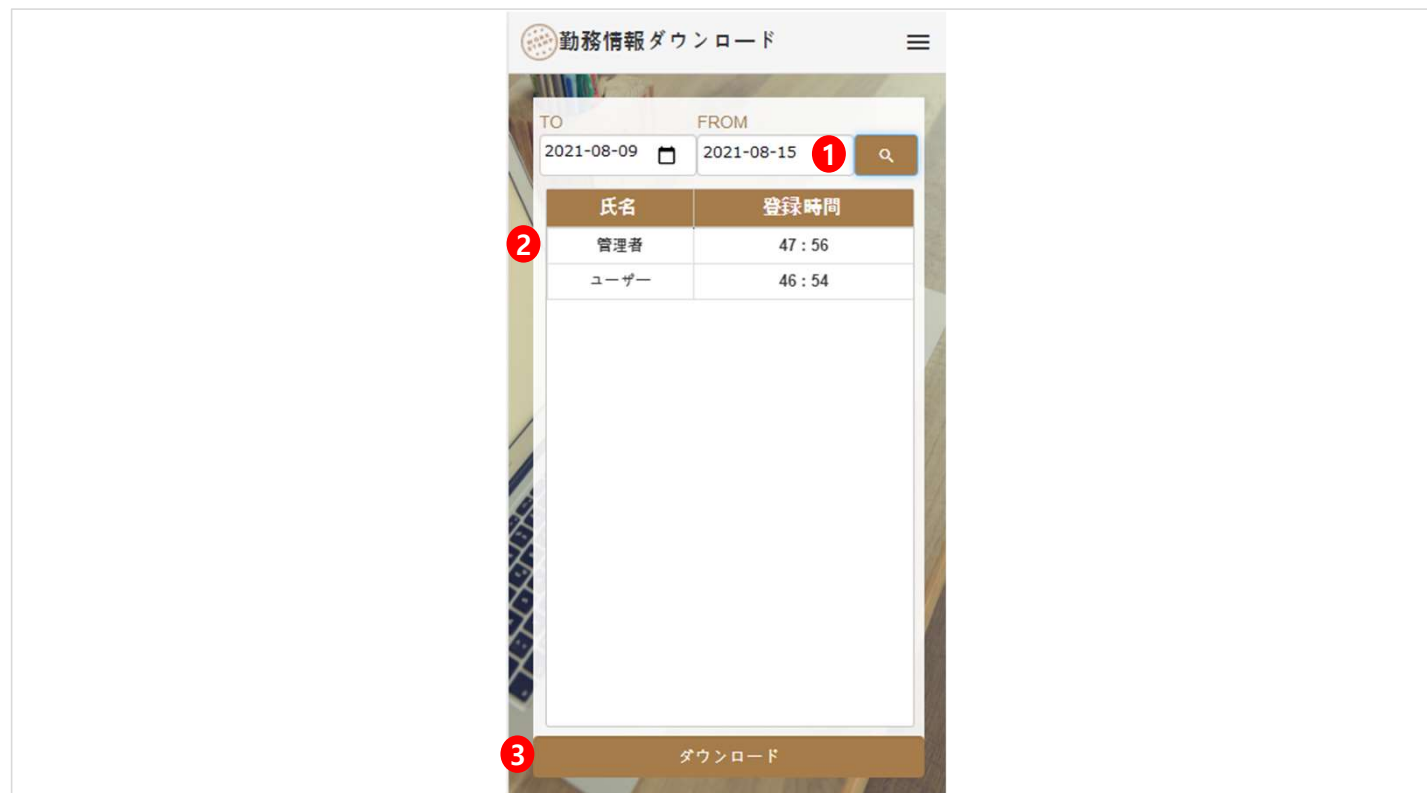 勤務情報ダウンロード
TO FROM
2021-08-09 2021-08-15 1
氏名 登録時間
2 管理者 47 : 56
ユーザー 46 : 54
3 ダウンロード